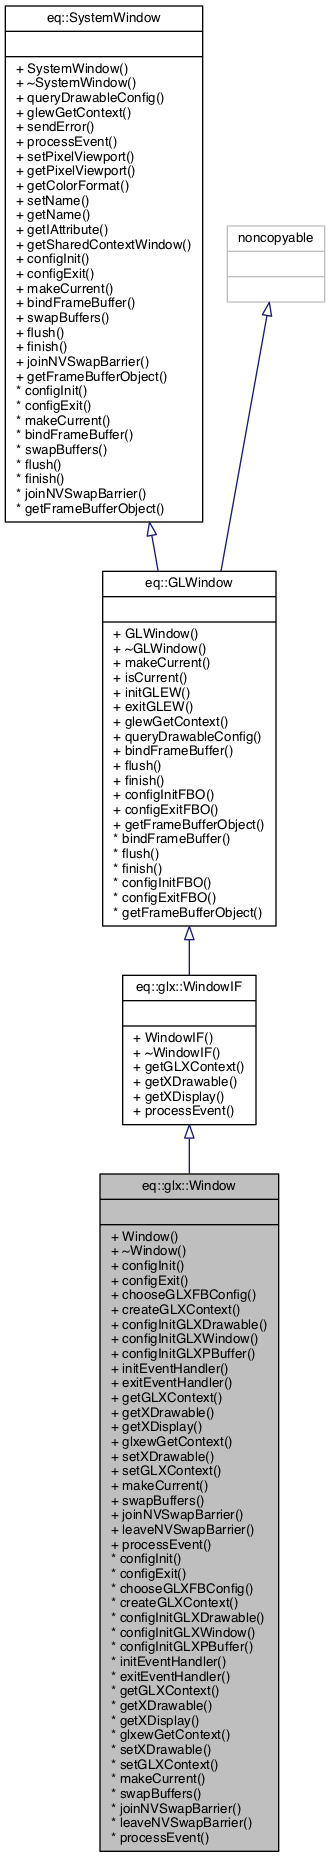 eq::SystemWindow
+ SystemWindow()
+ ~SystemWindow()
+ queryDrawableConfig()
+ glewGetContext()
+ sendError()
+ processEvent()
+ setPixelViewport()
+ getPixelViewport()
+ getColorFormat()
+ setName()
+ getName()
+ getIAttribute()
+ getSharedContextWindow()
+ configInit()
+ configExit()
+ makeCurrent()
+ bindFrameBuffer()
+ swapBuffers()
+ flush()
+ finish()
+ joinNVSwapBarrier()
+ getFrameBufferObject()
* configInit()
* configExit()
* makeCurrent()
* bindFrameBuffer()
* swapBuffers()
* flush()
* finish()
* joinNVSwapBarrier()
* getFrameBufferObject()
noncopyable
eq::GLWindow
+ GLWindow()
+ ~GLWindow()
+ makeCurrent()
+ isCurrent()
+ initGLEW()
+ exitGLEW()
+ glewGetContext()
+ queryDrawableConfig()
+ bindFrameBuffer()
+ flush()
+ finish()
+ configInitFBO()
+ configExitFBO()
+ getFrameBufferObject()
* bindFrameBuffer()
* flush()
* finish()
* configInitFBO()
* configExitFBO()
* getFrameBufferObject()
eq::glx::WindowIF
+ WindowIF()
+ ~WindowIF()
+ getGLXContext()
+ getXDrawable()
+ getXDisplay()
+ processEvent()
eq::glx::Window
+ Window()
+ ~Window()
+ configInit()
+ configExit()
+ chooseGLXFBConfig()
+ createGLXContext()
+ configInitGLXDrawable()
+ configInitGLXWindow()
+ configInitGLXPBuffer()
+ initEventHandler()
+ exitEventHandler()
+ getGLXContext()
+ getXDrawable()
+ getXDisplay()
+ glxewGetContext()
+ setXDrawable()
+ setGLXContext()
+ makeCurrent()
+ swapBuffers()
+ joinNVSwapBarrier()
+ leaveNVSwapBarrier()
+ processEvent()
* configInit()
* configExit()
* chooseGLXFBConfig()
* createGLXContext()
* configInitGLXDrawable()
* configInitGLXWindow()
* configInitGLXPBuffer()
* initEventHandler()
* exitEventHandler()
* getGLXContext()
* getXDrawable()
* getXDisplay()
* glxewGetContext()
* setXDrawable()
* setGLXContext()
* makeCurrent()
* swapBuffers()
* joinNVSwapBarrier()
* leaveNVSwapBarrier()
* processEvent()